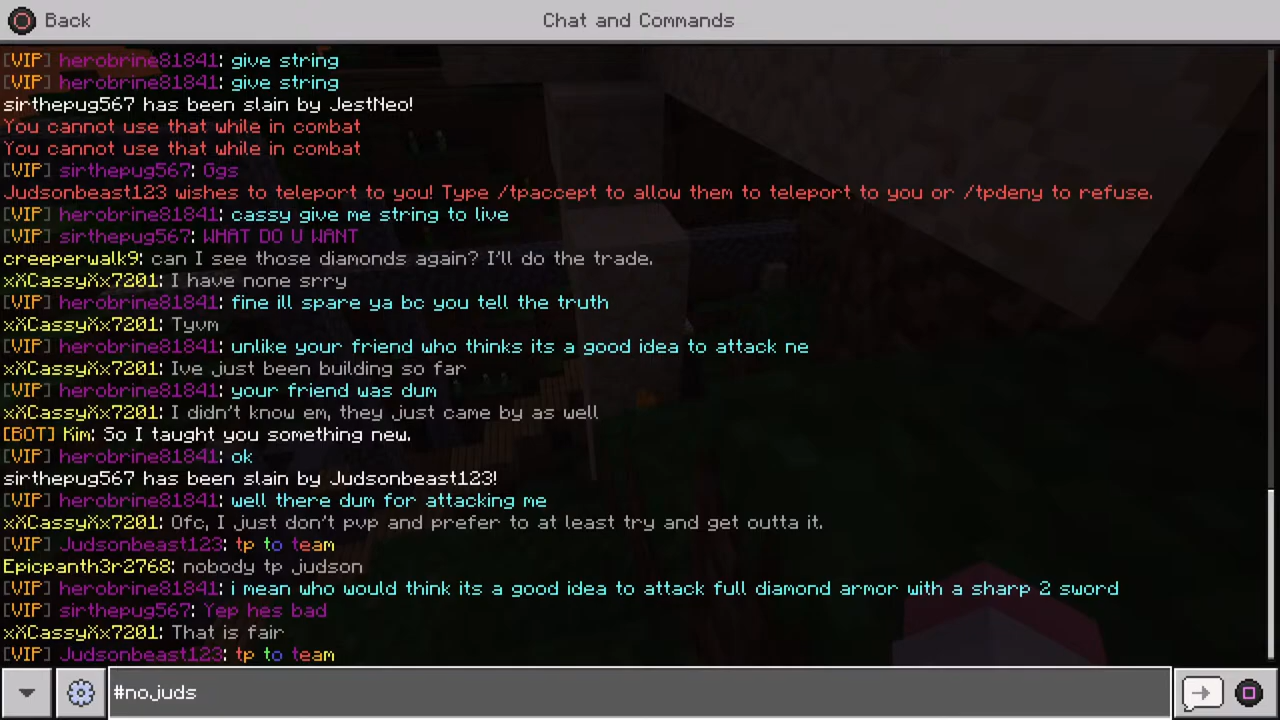 Back
Chat and Commands
[VIP] herobrine81841: give string
[VIP] herobrine81841: give string
sirthepug567 has been slain by JestNeo!
You cannot use that while in combat
You cannot use that while in combat
[VIP] sirthepug567: Ggs
Judsonbeast123 wishes to teleport to you! Type /tpaccept to allow them to teleport to you or /tpdeny to refuse.
[VIP] herobrine81841: cassy give me string to live
[VIP] sirthepug567: WHAT DO U WANT
creeperwalk9: can I see those diamonds again? I'll do the trade.
xXCassyXx7201: I have none srry
[VIP] herobrine81841: fine ill spare ya bc you tell the truth
xXCassyXx7201: Tyvm
[VIP] herobrine81841: unlike your friend who thinks its a good idea to attack ne
xXCassyXx7201: Ive just been building so far
[VIP] herobrine81841: your friend was dum
xXCassyXx7201: I didn't know em, they just came by as well
[BOT] Kim: So I taught you something new.
[VIP] herobrine81841: ok
sirthepug567 has been slain by Judsonbeast123!
[VIP] herobrine81841: well there dum for attacking me
xXCassyXx7201: Ofc, I just don't pvp and prefer to at least try and get outta it.
[VIP] Judsonbeast123: tp to team
Epicpanth3r2768: nobody tp judson
[VIP] herobrine81841: i mean who would think its a good idea to attack full diamond armor with a sharp 2 sword
[VIP] sirthepug567: Yep hes bad
xXCassyXx7201: That is fair
[VIP] Judsonbeast123: tp to team
#nojuds